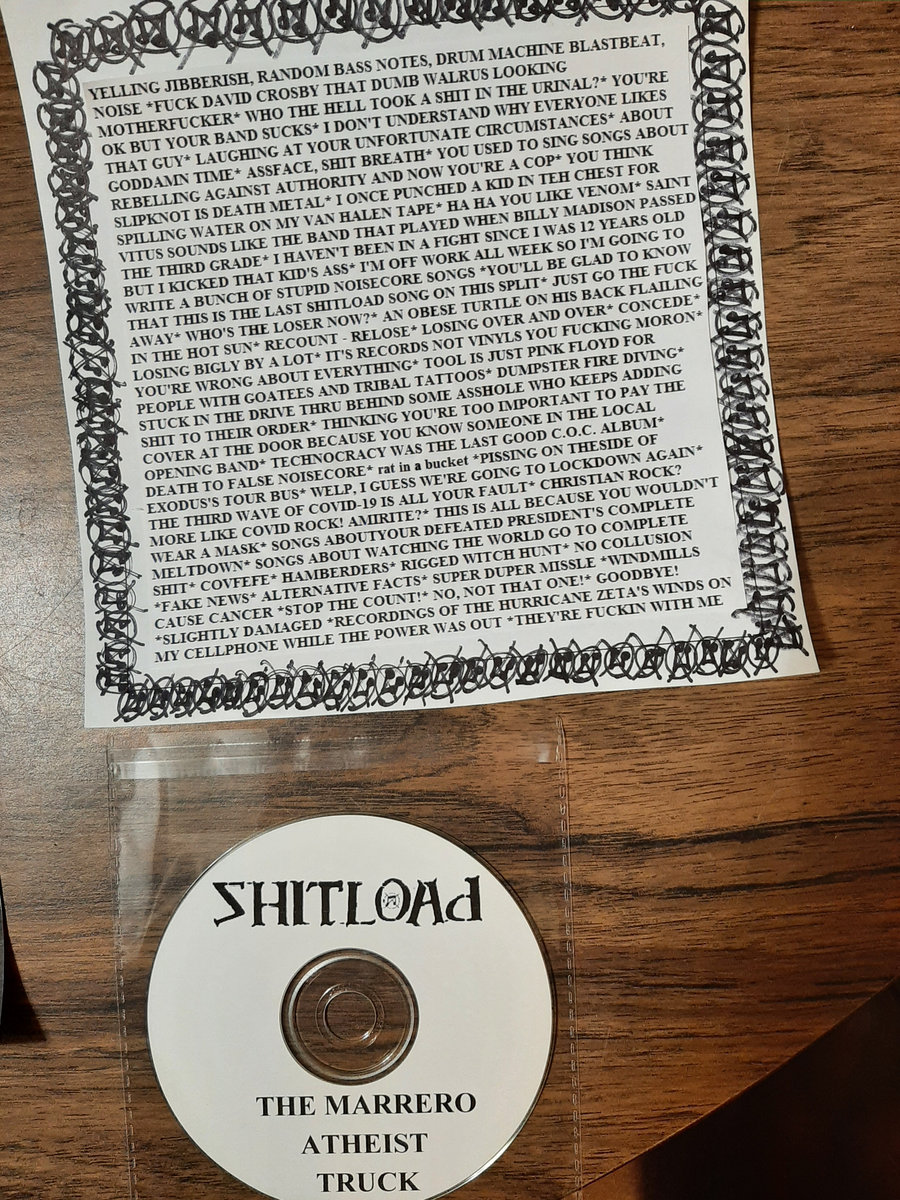 YELLING JIBBERISH, RANDOM BASS NOTES, DRUM MACHINE BLASTBEAT,
NOISE *FUCK DAVID CROSBY THAT DUMB WALRUS LOOKING
MOTHERFUCKER* WHO THE HELL TOOK A SHIT IN THE URINAL?* YOU'RE
OK BUT YOUR BAND SUCKS* I DON'T UNDERSTAND WHY EVERYONE LIKES
THAT GUY* LAUGHING AT YOUR UNFORTUNATE CIRCUMSTANCES* ABOUT
GODDAMN TIME* ASSFACE, SHIT BREATH* YOU USED TO SING SONGS ABOUT
REBELLING AGAINST AUTHORITY AND NOW YOU'RE A COP* YOU THINK
SLIPKNOT IS DEATH METAL* I ONCE PUNCHED A KID IN TEH CHEST FOR
SPILLING WATER ON MY VAN HALEN TAPE* HA HA YOU LIKE VENOM* SAINT
VITUS SOUNDS LIKE THE BAND THAT PLAYED WHEN BILLY MADISON PASSED
THE THIRD GRADE* I HAVEN'T BEEN IN A FIGHT SINCE I WAS 12 YEARS OLD
BUT I KICKED THAT KID'S ASS* I'M OFF WORK ALL WEEK SO I'M GOING TO
WRITE A BUNCH OF STUPID NOISECORE SONGS *YOU'LL BE GLAD TO KNOW
THAT THIS IS THE LAST SHITLOAD SONG ON THIS SPLIT* JUST GO THE FUCK
AWAY* WHO'S THE LOSER NOW?* AN OBESE TURTLE ON HIS BACK FLAILING
IN THE HOT SUN* RECOUNT - RELOSE* LOSING OVER AND OVER* CONCEDE*
LOSING BIGLY BY A LOT* IT'S RECORDS NOT VINYLS YOU FUCKING MORON*
YOU'RE WRONG ABOUT EVERYTHING* TOOL IS JUST PINK FLOYD FOR
PEOPLE WITH GOATEES AND TRIBAL TATTOOS* DUMPSTER FIRE DIVING*
STUCK IN THE DRIVE THRU BEHIND SOME ASSHOLE WHO KEEPS ADDING
SHIT TO THEIR ORDER* THINKING YOU'RE TOO IMPORTANT TO PAY THE
COVER AT THE DOOR BECAUSE YOU KNOW SOMEONE IN THE LOCAL
OPENING BAND* TECHNOCRACY WAS THE LAST GOOD C.O.C. ALBUM*
DEATH TO FALSE NOISECORE* rat in a bucket *PISSING ON THESIDE OF
EXODUS'S TOUR BUS* WELP, I GUESS WE'RE GOING TO LOCKDOWN AGAIN*
THE THIRD WAVE OF COVID-19 IS ALL YOUR FAULT* CHRISTIAN ROCK?
MORE LIKE COVID ROCK! AMIRITE?* THIS IS ALL BECAUSE YOU WOULDN'T
WEAR A MASK* SONGS ABOUTYOUR DEFEATED PRESIDENT'S COMPLETE
MELTDOWN* SONGS ABOUT WATCHING THE WORLD GO TO COMPLETE
SHIT* COVFEFE* HAMBERDERS* RIGGED WITCH HUNT* NO COLLUSION
*FAKE NEWS* ALTERNATIVE FACTS* SUPER DUPER MISSLE *WINDMILLS
CAUSE CANCER *STOP THE COUNT!* NO, NOT THAT ONE!* GOODBYE!
*SLIGHTLY DAMAGED *RECORDINGS OF THE HURRICANE ZETA'S WINDS ON
MY CELLPHONE WHILE THE POWER WAS OUT *THEY'RE FUCKIN WITH ME
SHITLOAd
THE MARRERO
ATHEIST
TRUCK